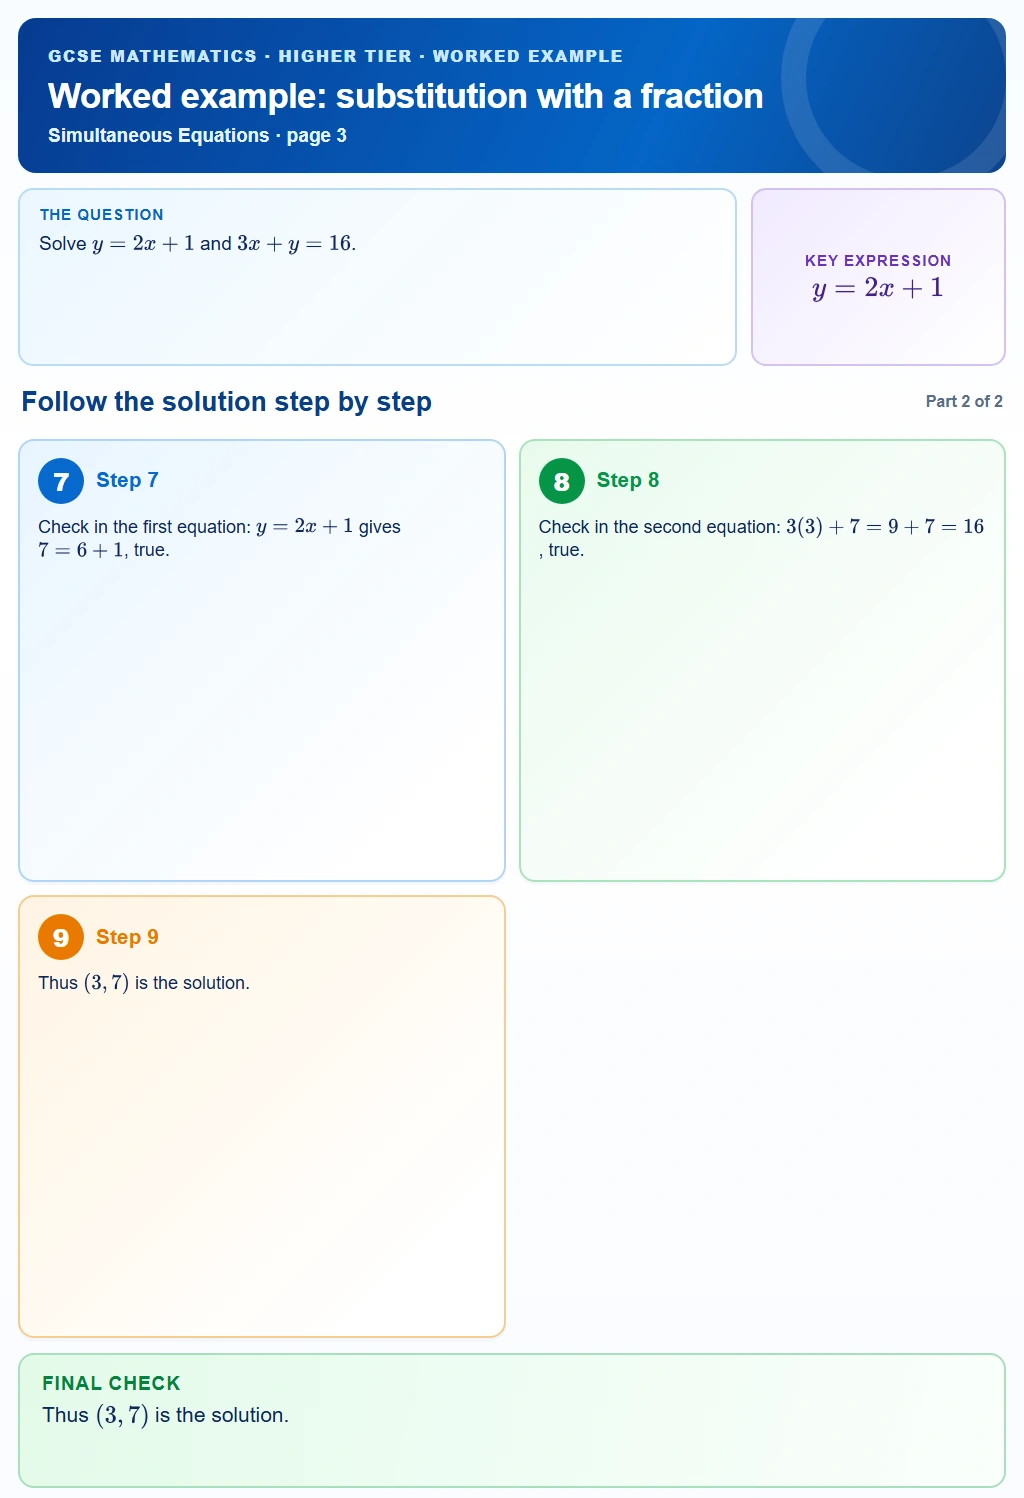 GCSE MATHEMATICS · HIGHER TIER · WORKED EXAMPLE
Worked example: substitution with a fraction
Simultaneous Equations · page 3
THE QUESTION
Solve y = 2x + 1 and 3x + y = 16.
KEY EXPRESSION
y = 2x + 1
Follow the solution step by step
Part 2 of 2
7 Step 7
Check in the first equation: y = 2x + 1 gives
7 = 6 + 1, true.
8 Step 8
Check in the second equation: 3(3) + 7 = 9 + 7 = 16
, true.
9 Step 9
Thus (3, 7) is the solution.
FINAL CHECK
Thus (3, 7) is the solution.